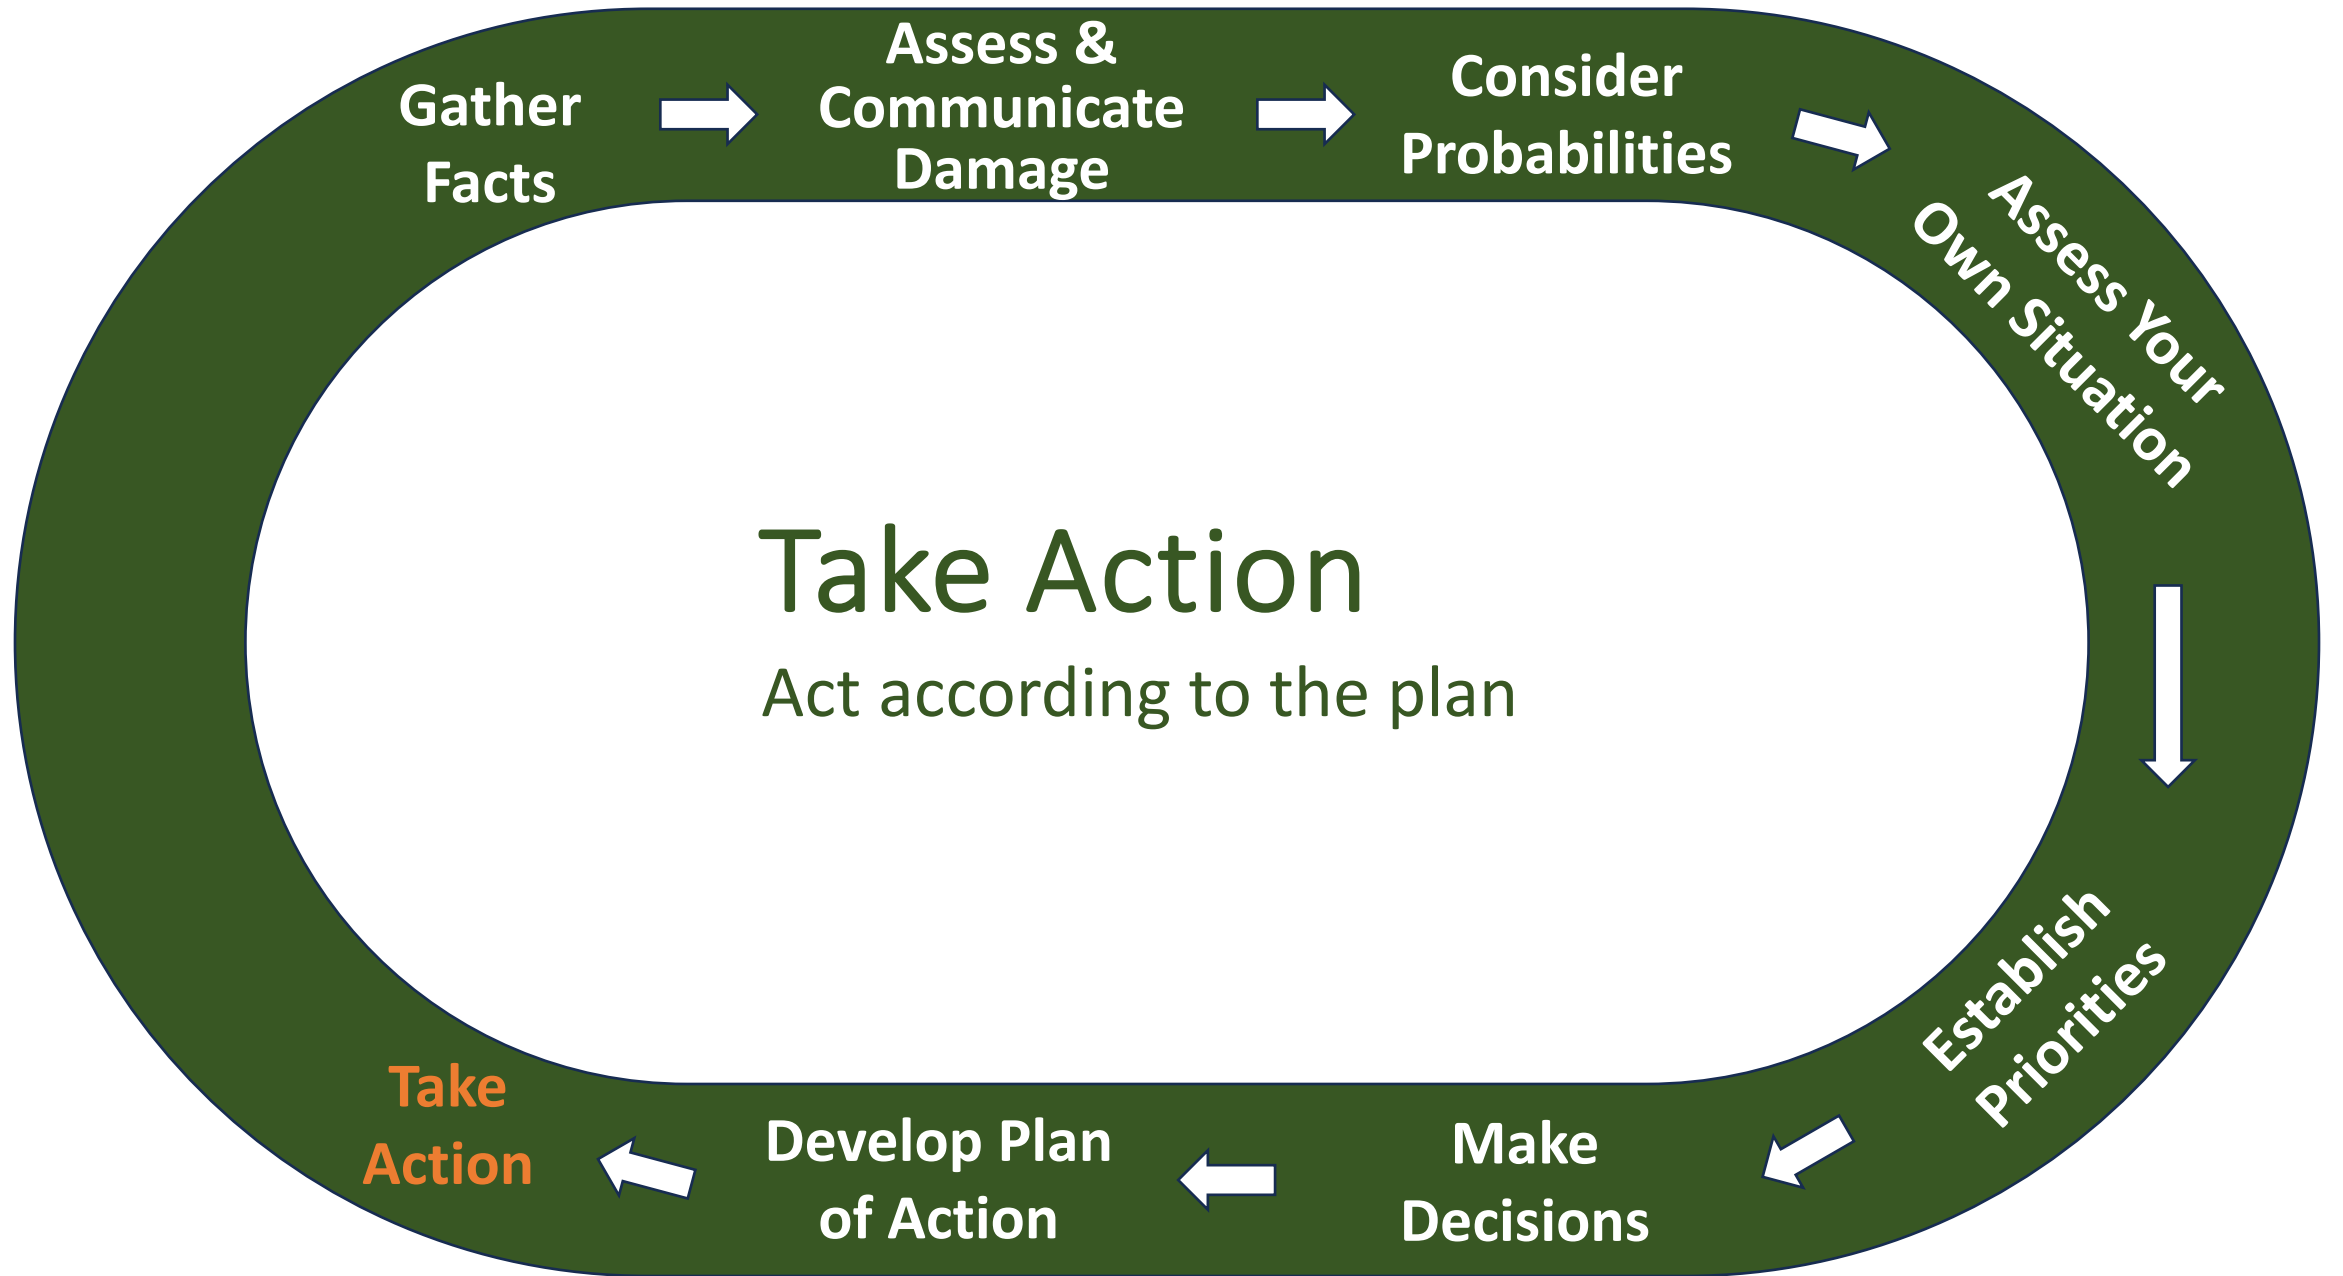 Gather
Facts
Assess &
Communicate
Damage
Consider
Probabilities
Assess Your
Own Situation
Take Action
Act according to the plan
Establish
Priorities
Make
Decisions
Develop Plan
of Action
Take
Action